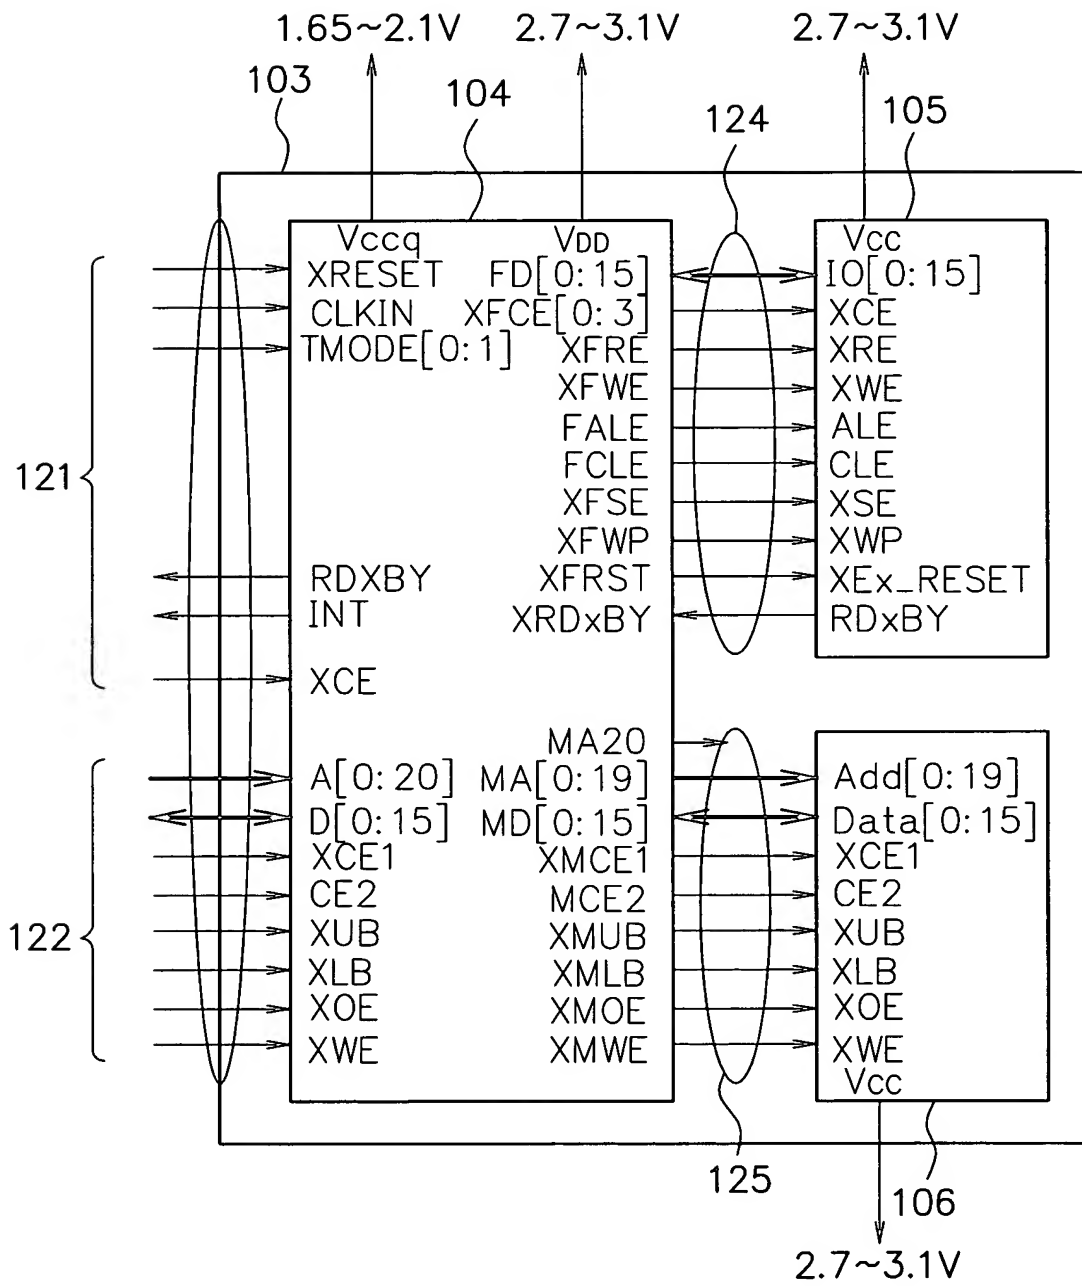 1.65~2.1V 2.7~3.1V 2.7~3.1V
103 104 124 105
Vccq VDD Vcc
XRESET FD[0:15] IO[0:15]
CLKIN XFCE[0:3] XCE
TMODE[0:1] XFRE XRE
XFWE XWE
FALE ALE
121 FCLE CLE
XFSE XSE
XFWP XWP
RDXBY XFRST XEx_RESET
INT XRDxBY RDxBY
XCE
MA20
A[0:20] MA[0:19] Add[0:19]
D[0:15] MD[0:15] Data[0:15]
XCE1 XMCE1 XCE1
CE2 MCE2 CE2
122 XUB XMUB XUB
XLB XMLB XLB
XOE XMOE XOE
XWE XMWE XWE
Vcc
125 106
2.7~3.1V